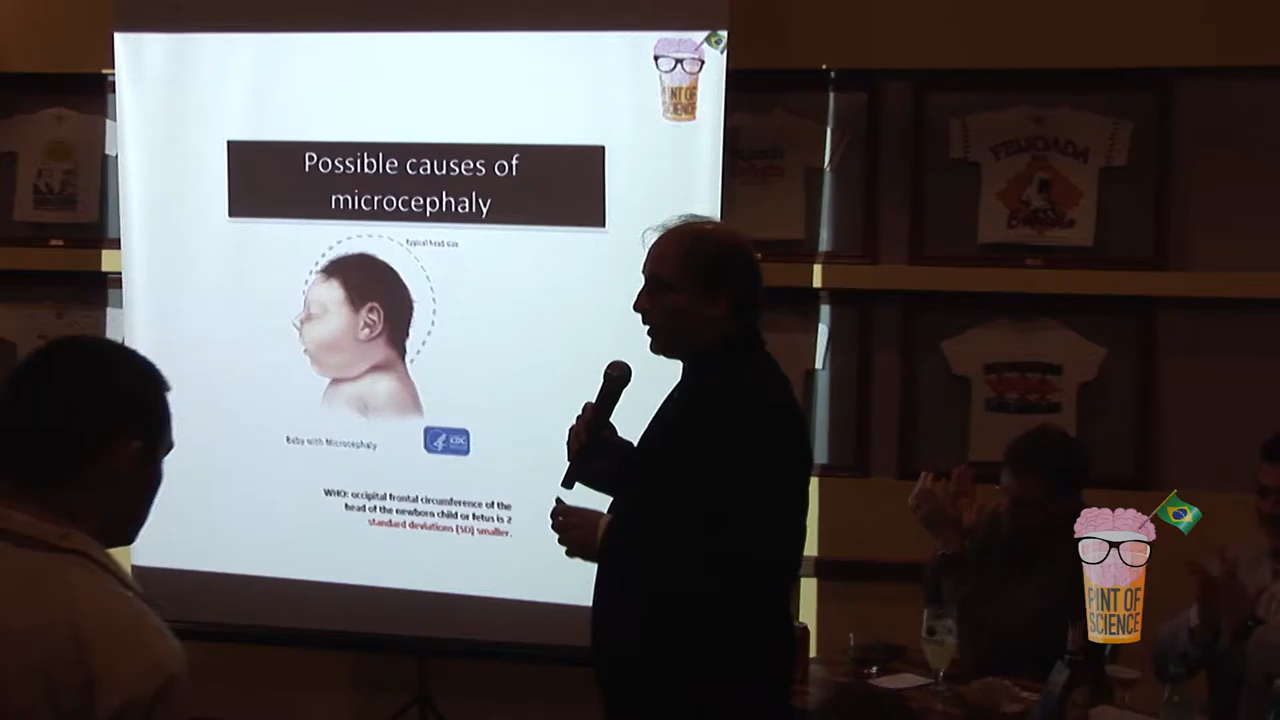 PINT OF
SCIENCE
Possible causes of
microcephaly
Typical head size
Baby with Microcephaly
CDC
WHO: occipital frontal circumference of the
head of the newborn child or fetus is 2
standard deviations (SD) smaller.
FEIJOADA
PINT OF
SCIENCE